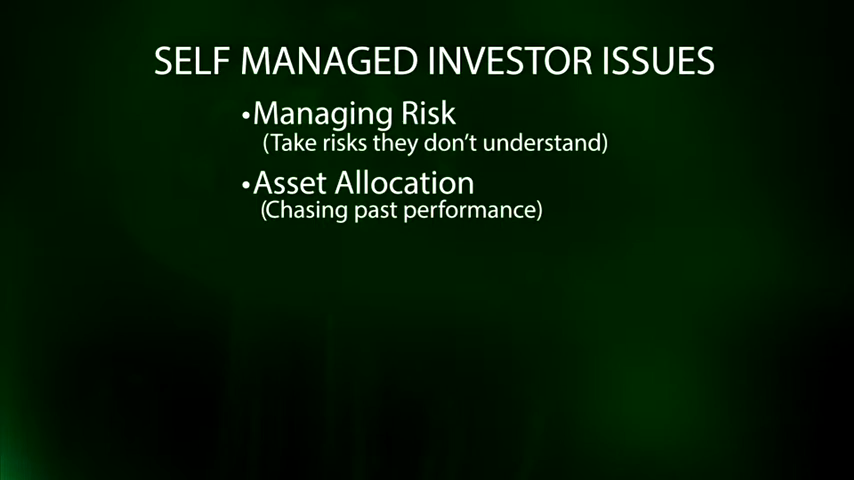 SELF MANAGED INVESTOR ISSUES
•Managing Risk
(Take risks they don’t understand)
•Asset Allocation
(Chasing past performance)